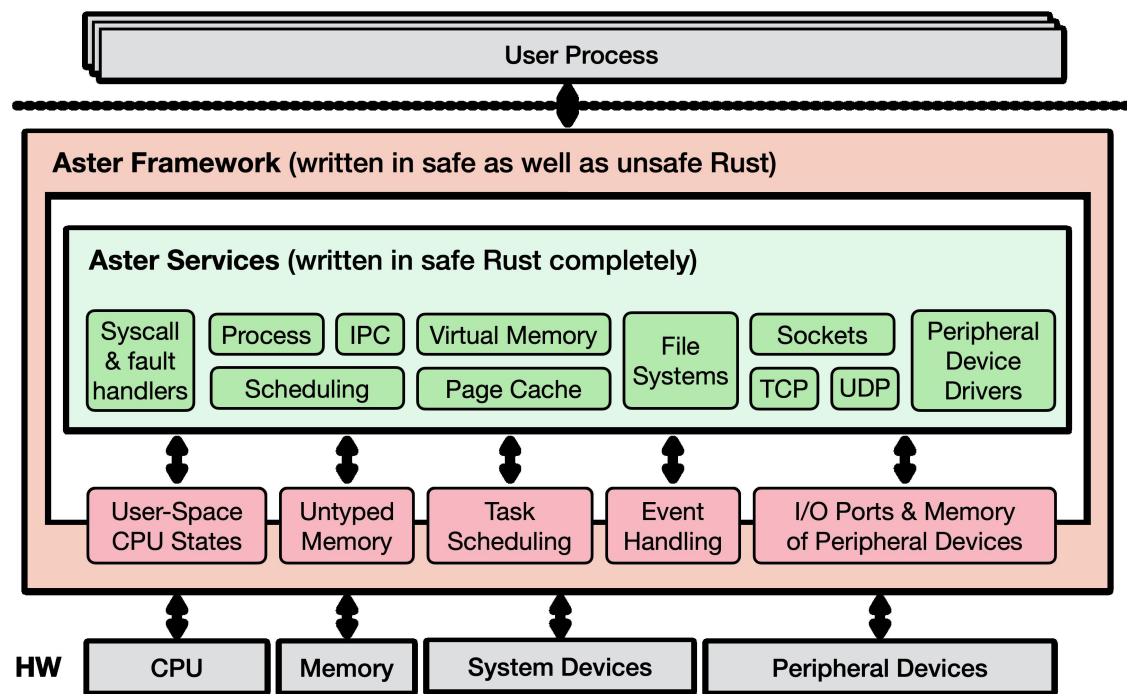 User Process
Aster Framework (written in safe as well as unsafe Rust)
Aster Services (written in safe Rust completely)
Syscall
& fault
handlers
Process
IPC
Scheduling
Virtual Memory
Page Cache
File
Systems
Sockets
TCP
UDP
Peripheral
Device
Drivers
User-Space
CPU States
Untyped
Memory
Task
Scheduling
Event
Handling
I/O Ports & Memory
of Peripheral Devices
HW
CPU
Memory
System Devices
Peripheral Devices